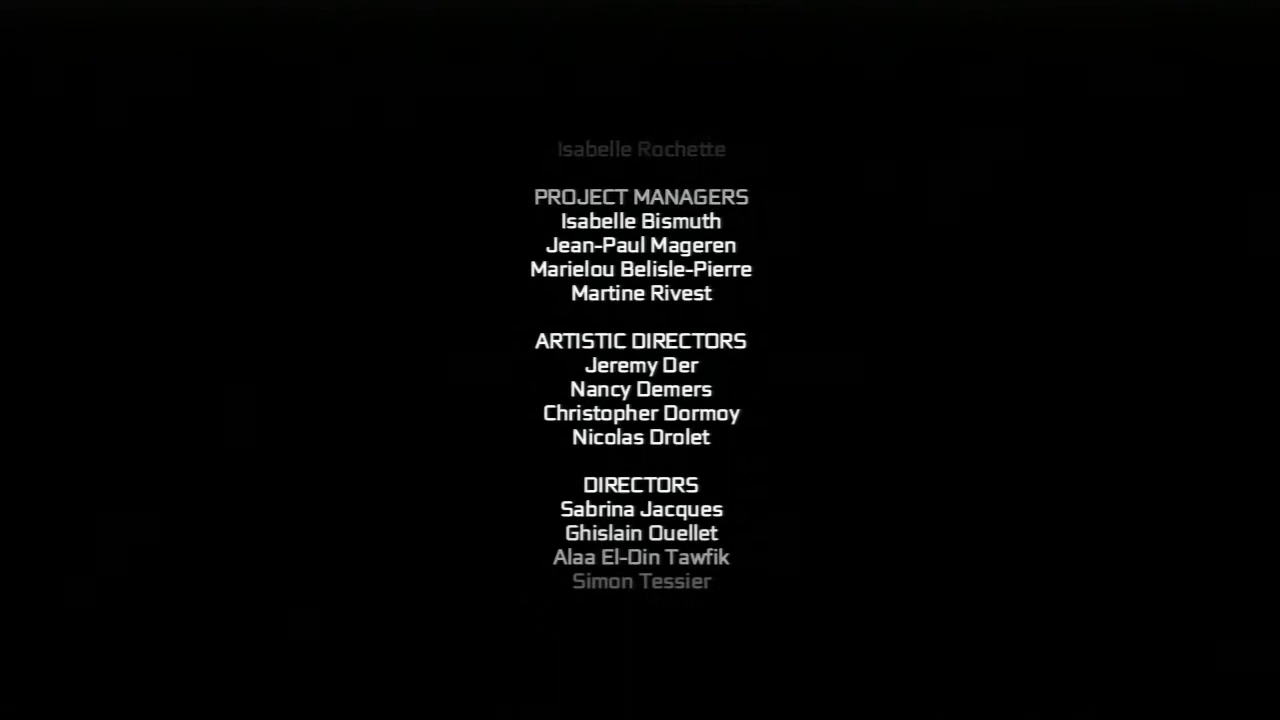 Isabelle Rochette
PROJECT MANAGERS
Isabelle Bismuth
Jean-Paul Mageren
Marielou Belisle-Pierre
Martine Rivest
ARTISTIC DIRECTORS
Jeremy Der
Nancy Demers
Christopher Dormoy
Nicolas Drolet
DIRECTORS
Sabrina Jacques
Ghislain Ouellet
Alaa El-Din Tawfik
Simon Tessier